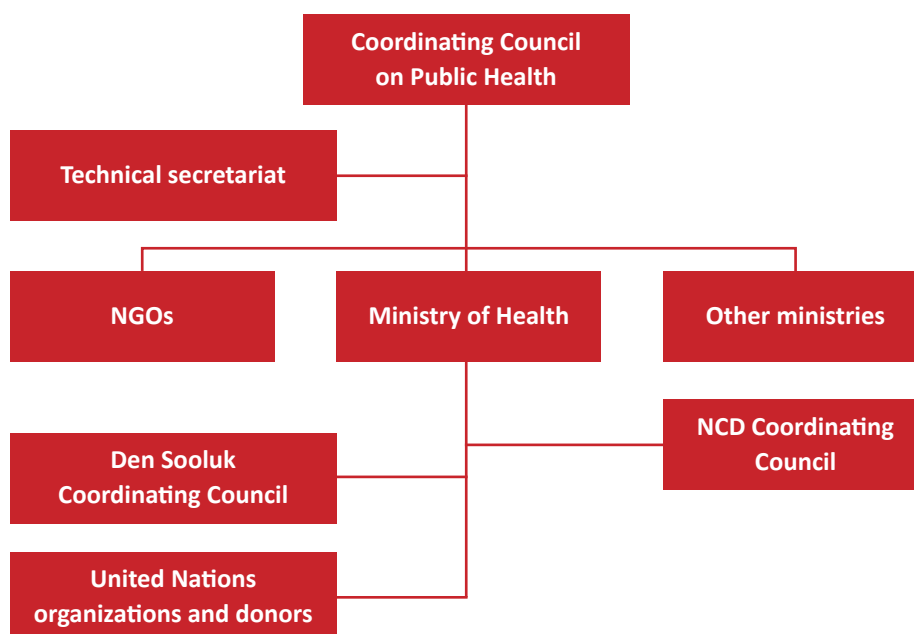 Coordinating Council
on Public Health
Technical secretariat
NGOs
Ministry of Health
Other ministries
NCD Coordinating
Council
Den Sooluk
Coordinating Council
United Nations
organizations and donors